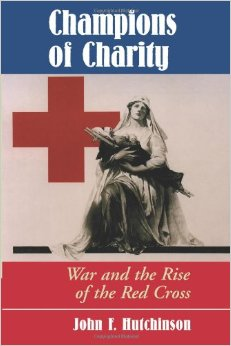 Champions
of Charity
War and the Rise
of the Red Cross
John F. Hutchinson